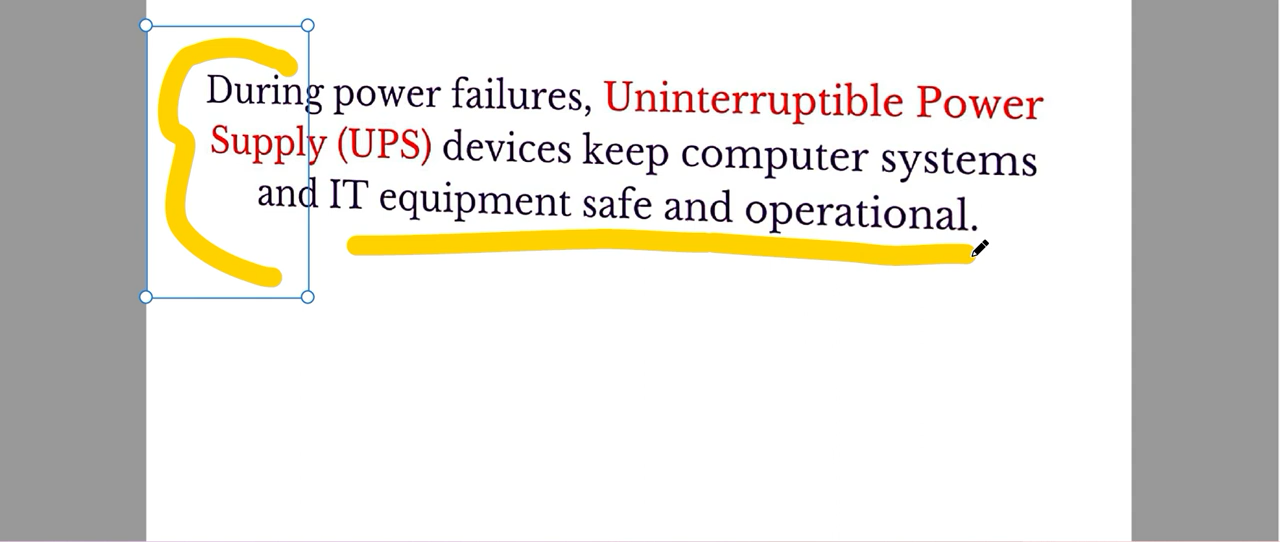 During power failures, Uninterruptible Power
Supply (UPS) devices keep computer systems
and IT equipment safe and operational.